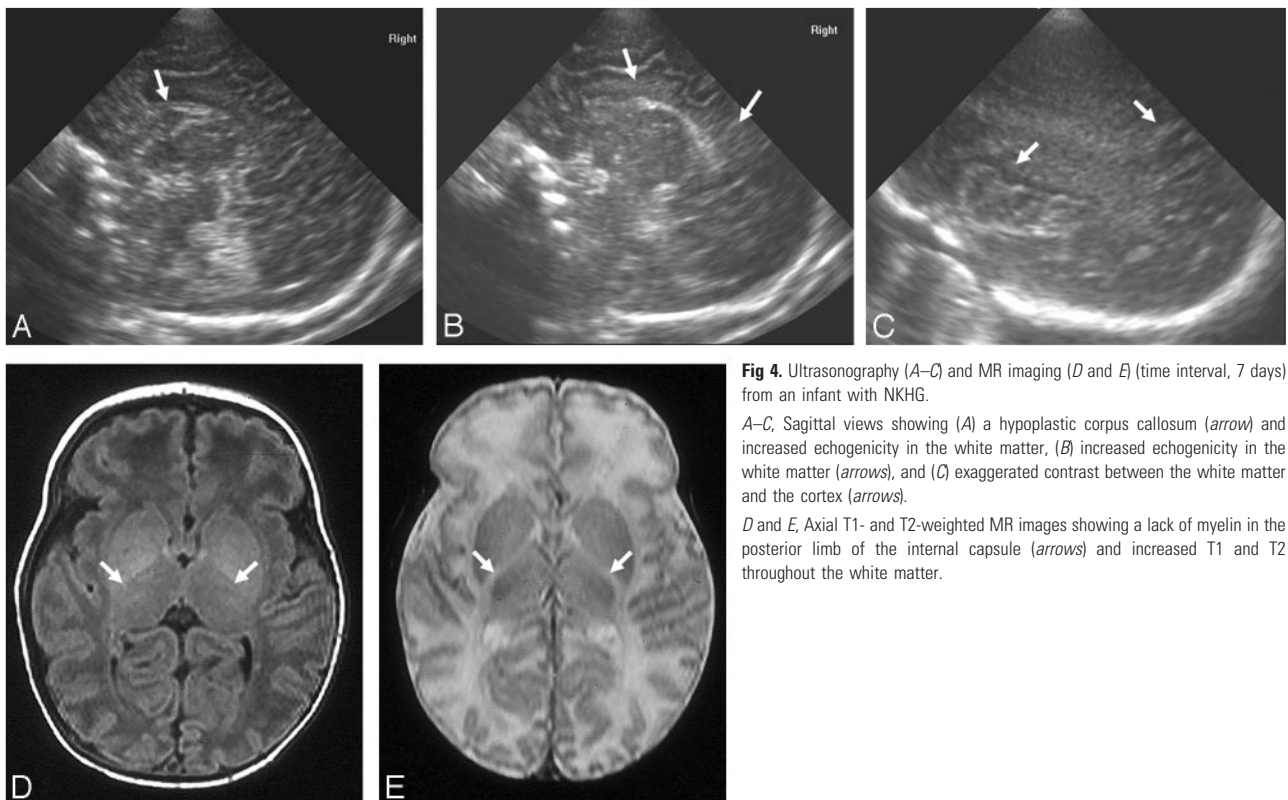 Right
Right
A
B
C
D
E
Fig 4. Ultrasonography (A–C) and MR imaging (D and E) (time interval, 7 days)
from an infant with NKHG.
A–C, Sagittal views showing (A) a hypoplastic corpus callosum (arrow) and
increased echogenicity in the white matter, (B) increased echogenicity in the
white matter (arrows), and (C) exaggerated contrast between the white matter
and the cortex (arrows).
D and E, Axial T1- and T2-weighted MR images showing a lack of myelin in the
posterior limb of the internal capsule (arrows) and increased T1 and T2
throughout the white matter.